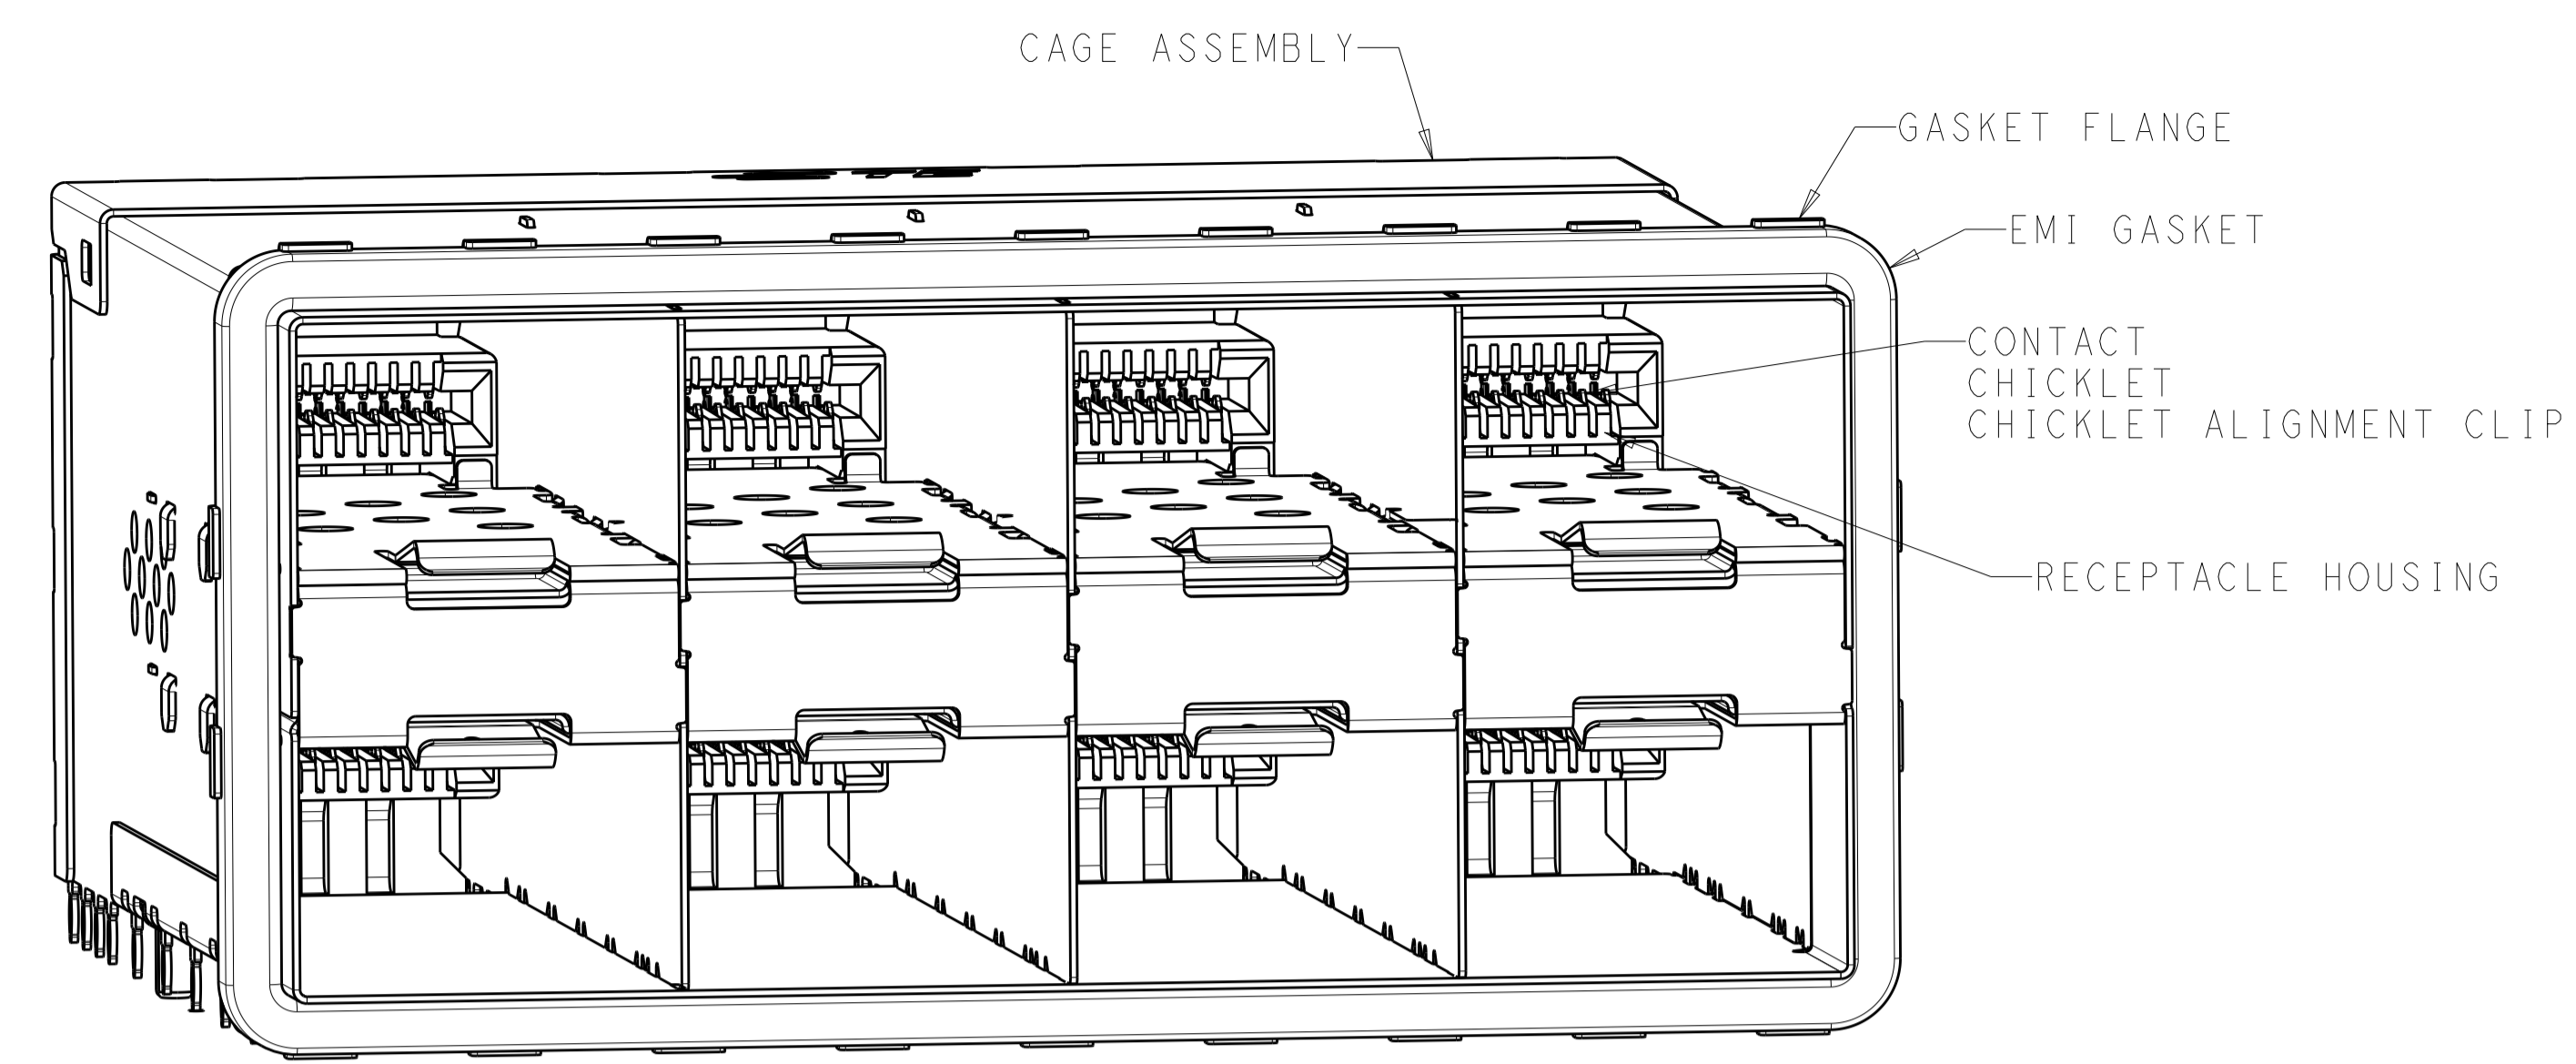 CAGE ASSEMBLY
GASKET FLANGE
EMI GASKET
CONTACT
CHICKLET
CHICKLET ALIGNMENT CLIP
RECEPTACLE HOUSING